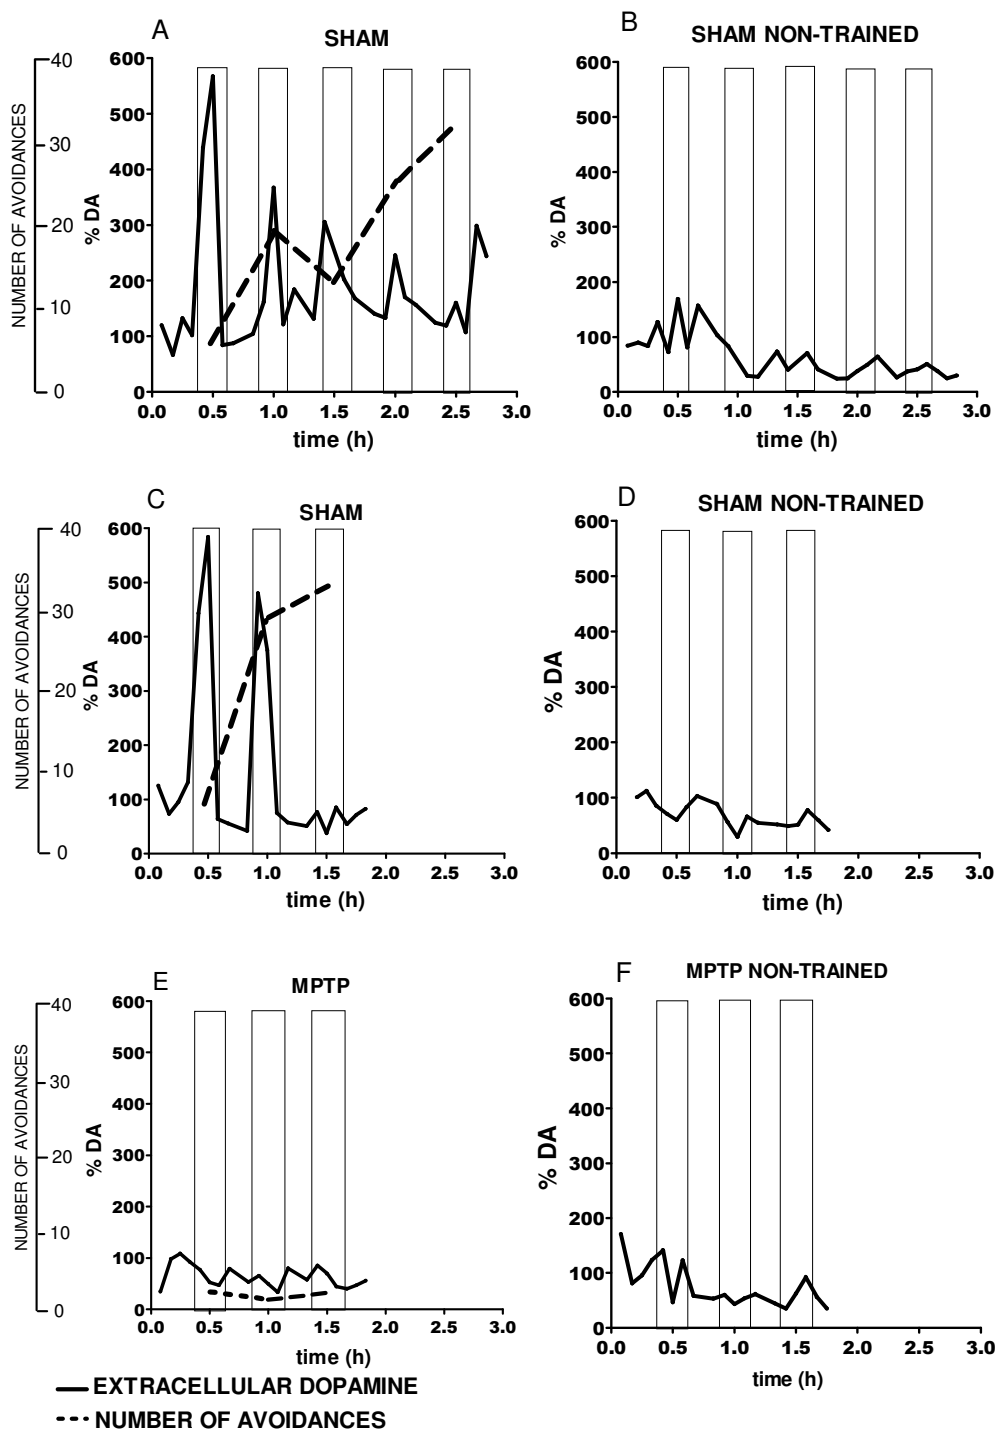 A
SHAM
NUMBER OF AVOIDANCES
40
30
20
10
0
% DA
600
500
400
300
200
100
0
0.0 0.5 1.0 1.5 2.0 2.5 3.0
time (h)
B
SHAM NON-TRAINED
% DA
600
500
400
300
200
100
0
0.0 0.5 1.0 1.5 2.0 2.5 3.0
time (h)
C
SHAM
NUMBER OF AVOIDANCES
40
30
20
10
0
% DA
600
500
400
300
200
100
0
0.0 0.5 1.0 1.5 2.0 2.5 3.0
time (h)
D
SHAM NON-TRAINED
% DA
600
500
400
300
200
100
0
0.0 0.5 1.0 1.5 2.0 2.5 3.0
time (h)
E
MPTP
NUMBER OF AVOIDANCES
40
30
20
10
0
% DA
600
500
400
300
200
100
0
0.0 0.5 1.0 1.5 2.0 2.5 3.0
time (h)
F
MPTP NON-TRAINED
% DA
600
500
400
300
200
100
0
0.0 0.5 1.0 1.5 2.0 2.5 3.0
time (h)
EXTRACELLULAR DOPAMINE
NUMBER OF AVOIDANCES